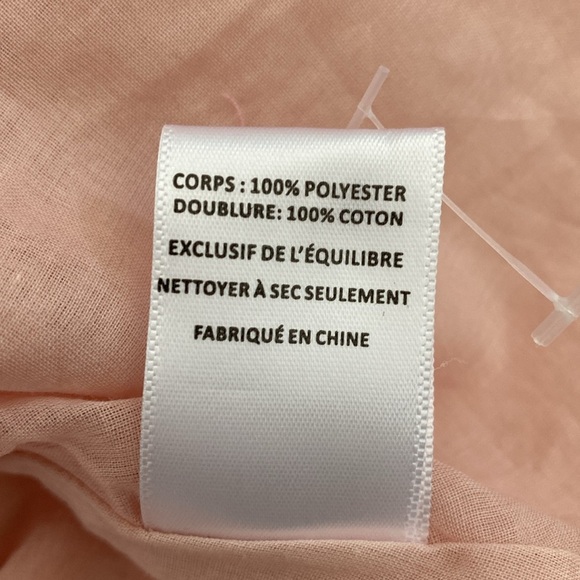 CORPS : 100% POLYESTER
DOUBLURE: 100% COTON
EXCLUSIF DE L'ÉQUILIBRE
NETTOYER À SEC SEULEMENT
FABRIQUÉ EN CHINE